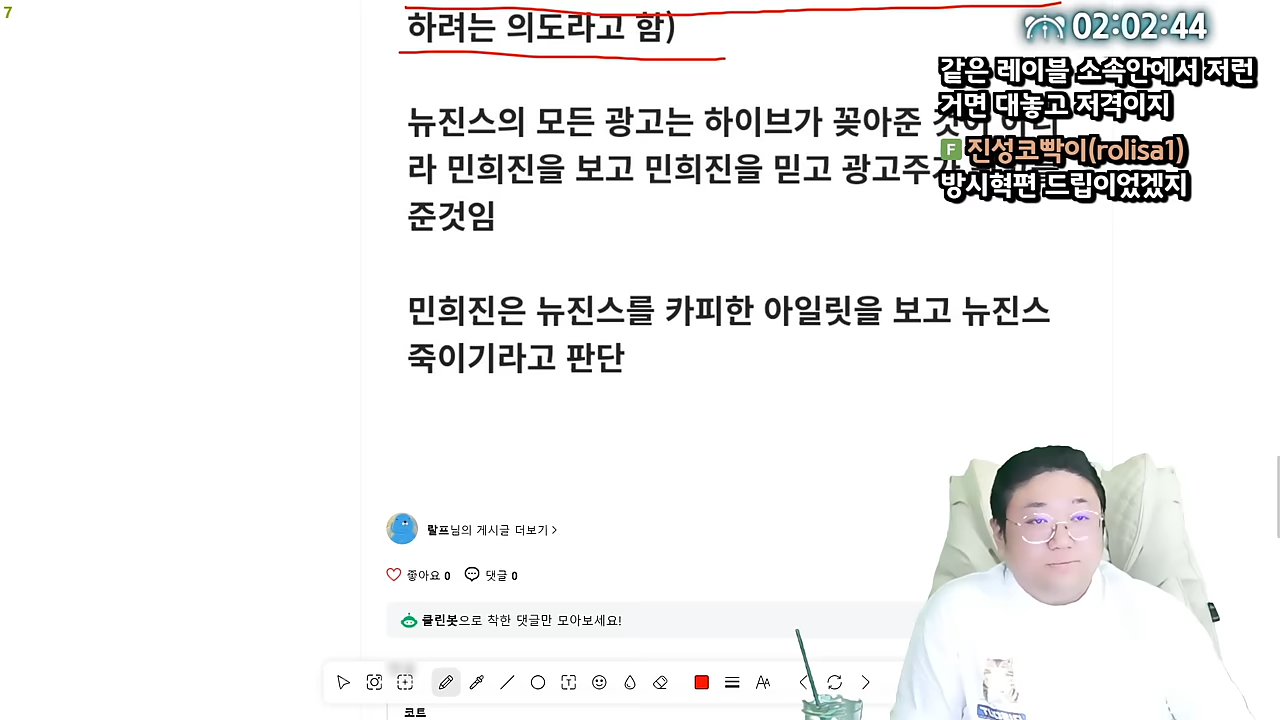 7
하려는 의도라고 함)
02:02:44
같은 레이블 소속안에서 저런
거면 대놓고 저격이지
진성코빡이(rolisa1)
방시혁편 드립이었겠지
뉴진스의 모든 광고는 하이브가 꽂아준
라 민희진을 보고 민희진을 믿고 광고주가
준것임
민희진은 뉴진스를 카피한 아일릿을 보고 뉴진스
죽이기라고 판단
랄프님의 게시글 더보기 >
좋아요 0 댓글 0
클린봇으로 착한 댓글만 모아보세요!
코트